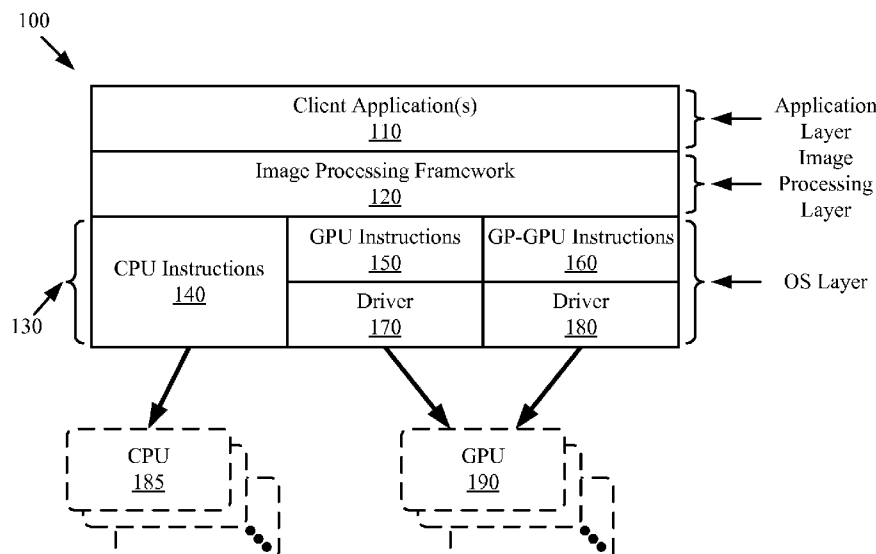 100
Client Application(s)
110
Application
Layer
Image Processing Framework
120
Image
Processing
Layer
130
CPU Instructions
140
GPU Instructions
150
GP-GPU Instructions
160
Driver
170
Driver
180
OS Layer
CPU
185
GPU
190